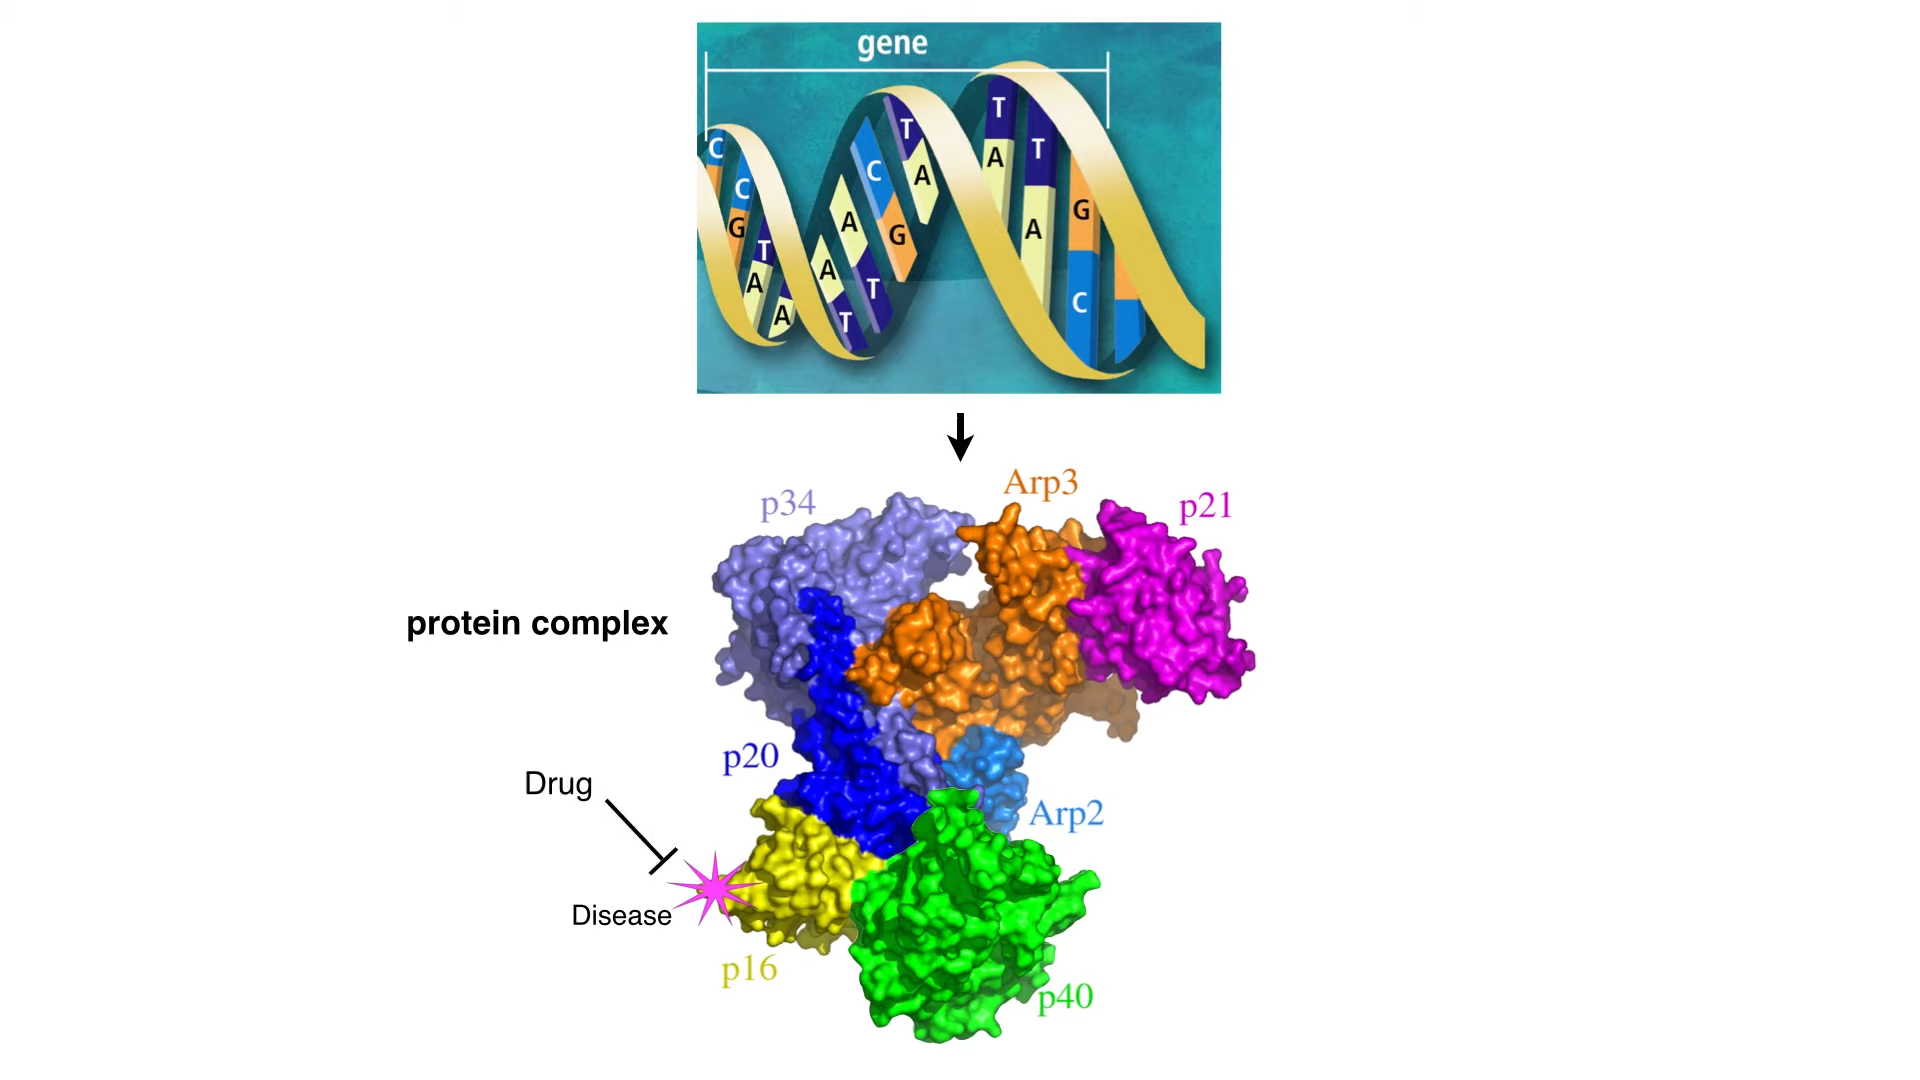 gene
C
C
G
T
A
A
A
T
A
T
C
G
T
A
T
A
T
A
G
C
Arp3
p34
p21
protein complex
p20
Drug
Arp2
Disease
p16
p40